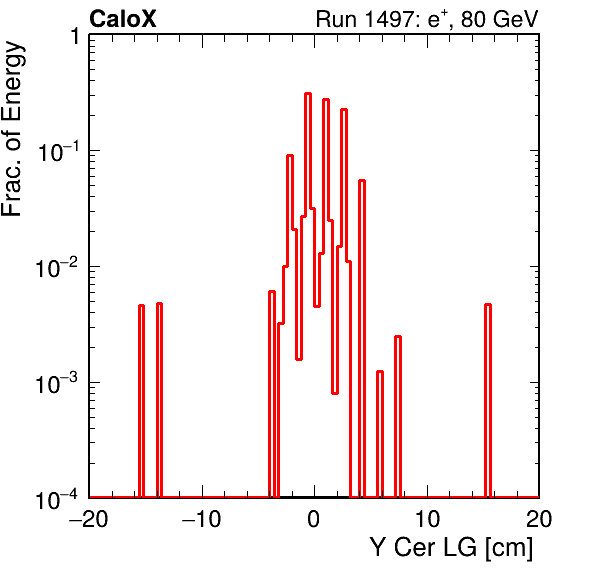 CaloX Run 1497: e⁺, 80 GeV
Frac. of Energy
1
10⁻¹
10⁻²
10⁻³
10⁻⁴
−20 −10 0 10 20
Y Cer LG [cm]